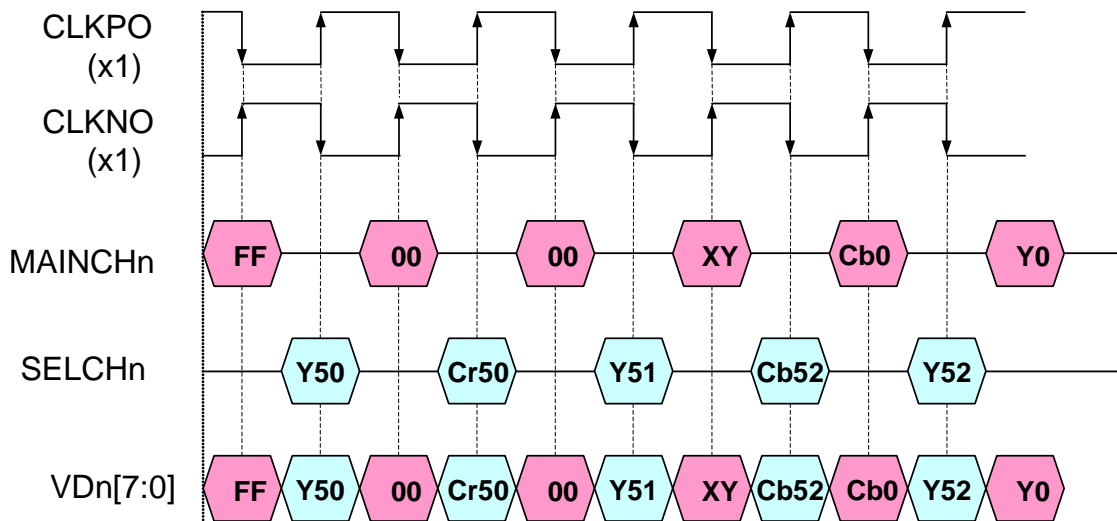 CLKPO
(x1)
CLKNO
(x1)
MAINCHn FF 00 00 XY Cb0 Y0
SELCHn Y50 Cr50 Y51 Cb52 Y52
VDn[7:0] FF Y50 00 Cr50 00 Y51 XY Cb52 Cb0 Y52 Y0